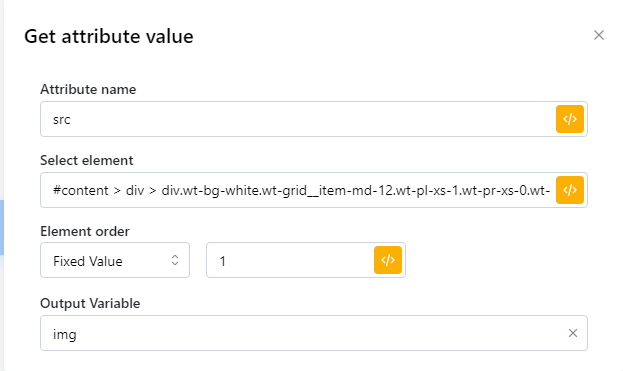 Get attribute value
Attribute name
src
</>
Select element
#content > div > div.wt-bg-white.wt-grid__item-md-12.wt-pl-xs-1.wt-pr-xs-0.wt-
</>
Element order
Fixed Value
1
</>
Output Variable
img